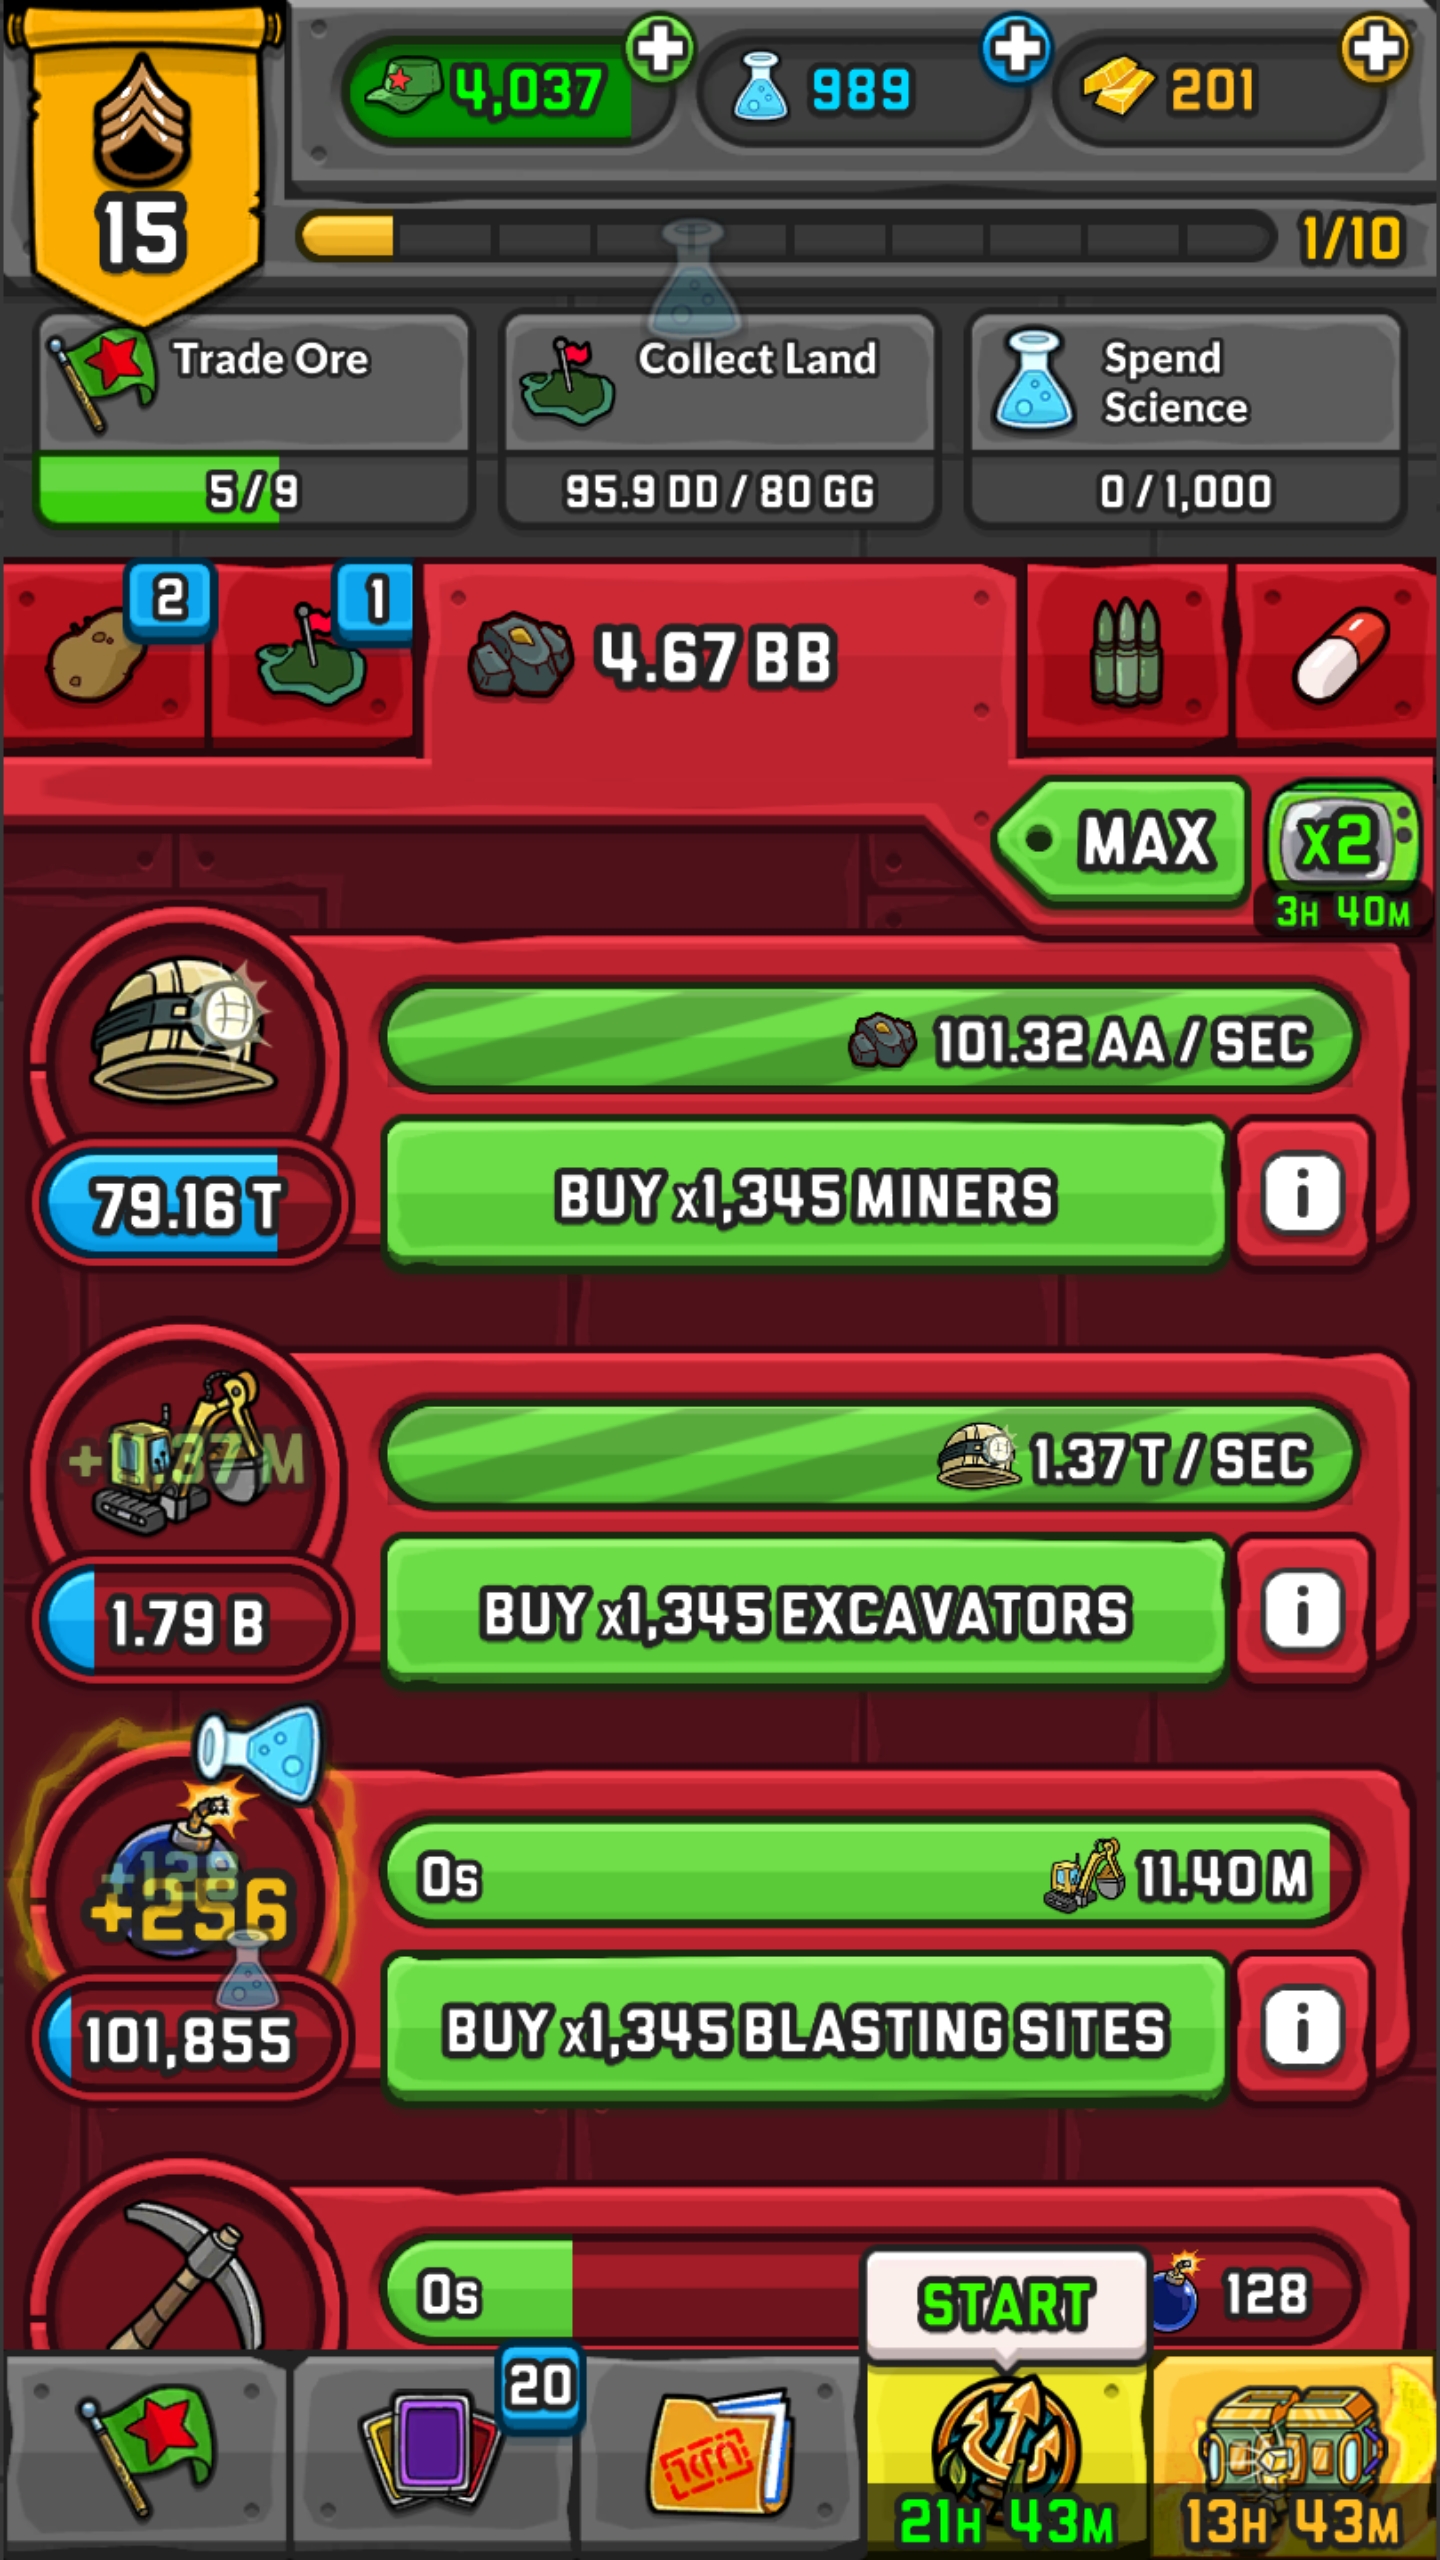 4,037
989
201
15
1/10
Trade Ore
5/9
Collect Land
95.9 DD / 80 GG
Spend
Science
0 / 1,000
2
1
4.67 BB
MAX
x2
3H 40M
101.32 AA / SEC
79.16 T
BUY x1,345 MINERS
i
1.37 T / SEC
1.79 B
BUY x1,345 EXCAVATORS
i
0s
11.40 M
+128
+256
101,855
BUY x1,345 BLASTING SITES
i
0s
128
START
20
21H 43M
13H 43M